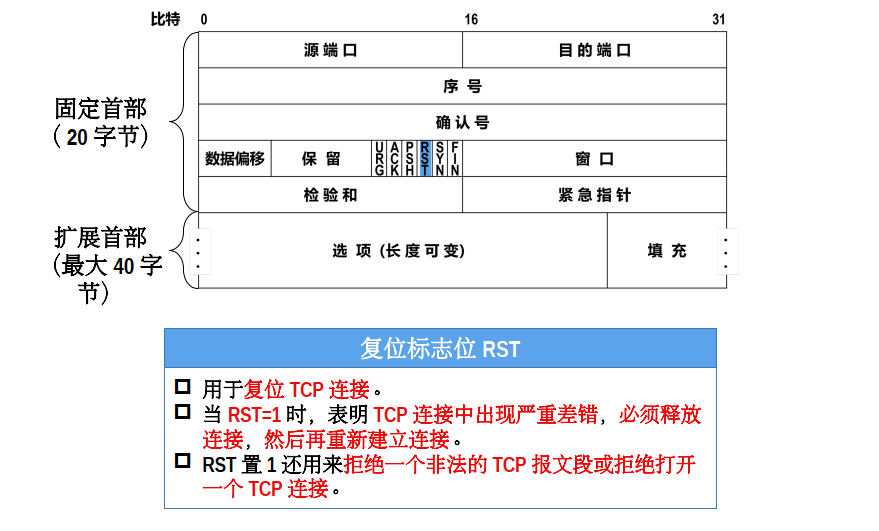 比特 0 16 31
源端口 目的端口
序号
固定首部
（20 字节）
确认号
数据偏移 保留 URG ACK PSH RST SYN FIN 窗口
检验和 紧急指针
扩展首部
（最大 40 字
节）
选项 (长度可变) 填充
复位标志位 RST
用于复位 TCP 连接。
当 RST=1 时，表明 TCP 连接中出现严重差错，必须释放
连接，然后再重新建立连接。
RST 置 1 还用来拒绝一个非法的 TCP 报文段或拒绝打开
一个 TCP 连接。